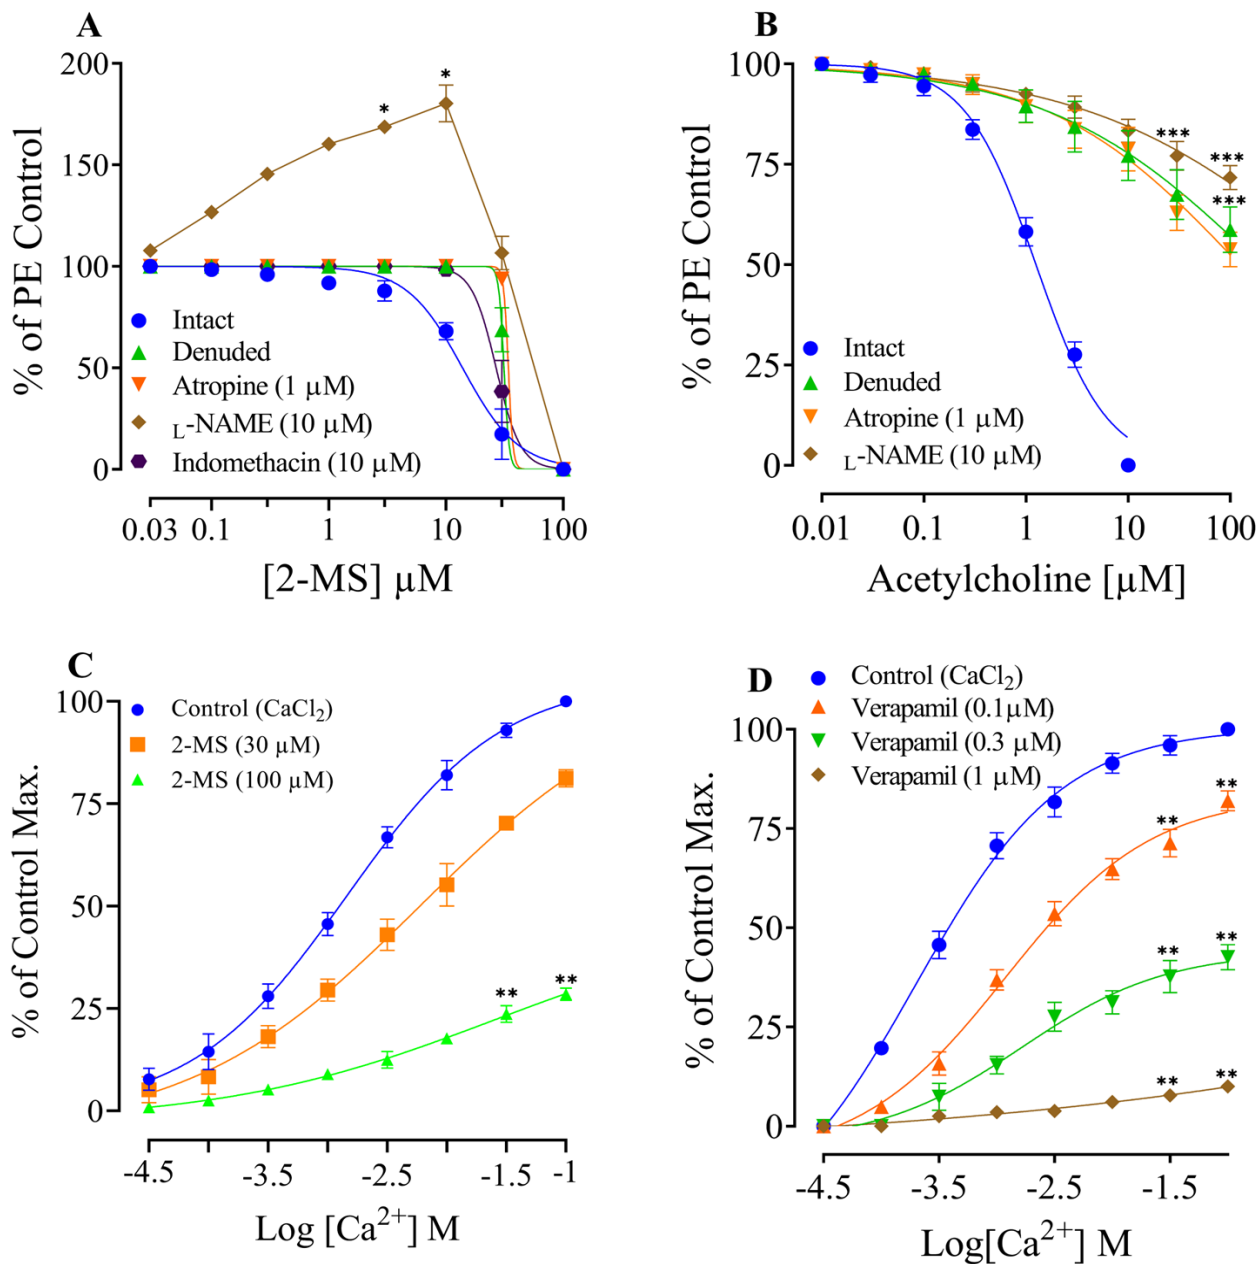 A
% of PE Control
200
150
100
50
0
*
*
Intact
Denuded
Atropine (1 μM)
L-NAME (10 μM)
Indomethacin (10 μM)
0.03 0.1 1 10 100
[2-MS] μM
B
% of PE Control
100
75
50
25
0
***
***
***
Intact
Denuded
Atropine (1 μM)
L-NAME (10 μM)
0.01 0.1 1 10 100
Acetylcholine [μM]
C
% of Control Max.
100
75
50
25
0
Control (CaCl₂)
2-MS (30 μM)
2-MS (100 μM)
** **
-4.5 -3.5 -2.5 -1.5 -1
Log [Ca²⁺] M
D
% of Control Max.
100
75
50
25
0
Control (CaCl₂)
Verapamil (0.1μM)
Verapamil (0.3 μM)
Verapamil (1 μM)
** **
** **
** **
-4.5 -3.5 -2.5 -1.5
Log[Ca²⁺] M